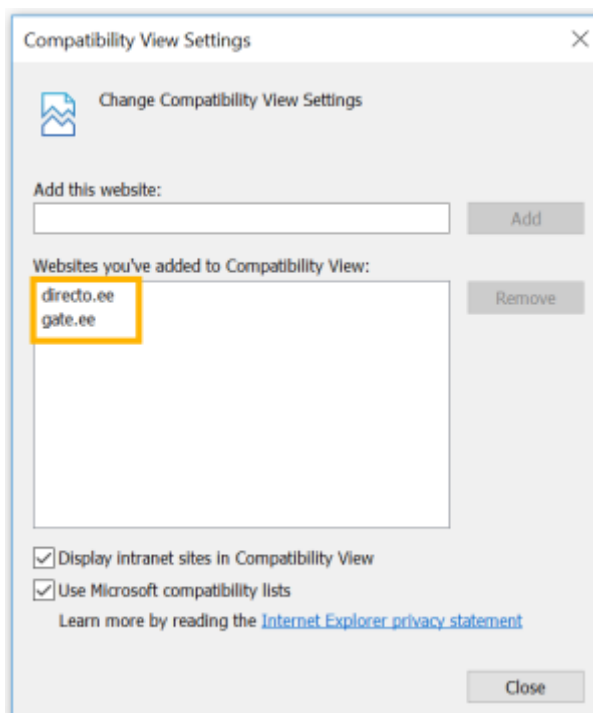 Compatibility View Settings
Change Compatibility View Settings
Add this website:
Add
Websites you've added to Compatibility View:
directo.ee
gate.ee
Remove
Display intranet sites in Compatibility View
Use Microsoft compatibility lists
Learn more by reading the Internet Explorer privacy statement
Close